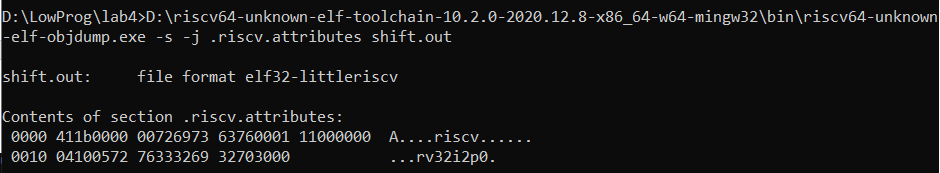 D:\LowProg\lab4>D:\riscv64-unknown-elf-toolchain-10.2.0-2020.12.8-x86_64-w64-mingw32\bin\riscv64-unknown
-elf-objdump.exe -s -j .riscv.attributes shift.out
shift.out:     file format elf32-littleriscv
Contents of section .riscv.attributes:
 0000 411b0000 00726973 63760001 11000000  A....riscv......
 0010 04100572 76333269 32703000           ...rv32i2p0.